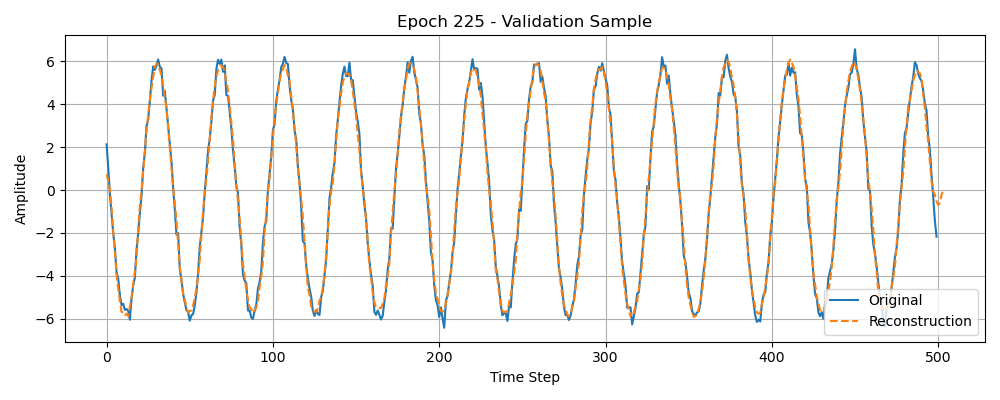 Epoch 225 - Validation Sample
6
4
2
0
−2
−4
−6
Amplitude
0 100 200 300 400 500
Time Step
Original
Reconstruction